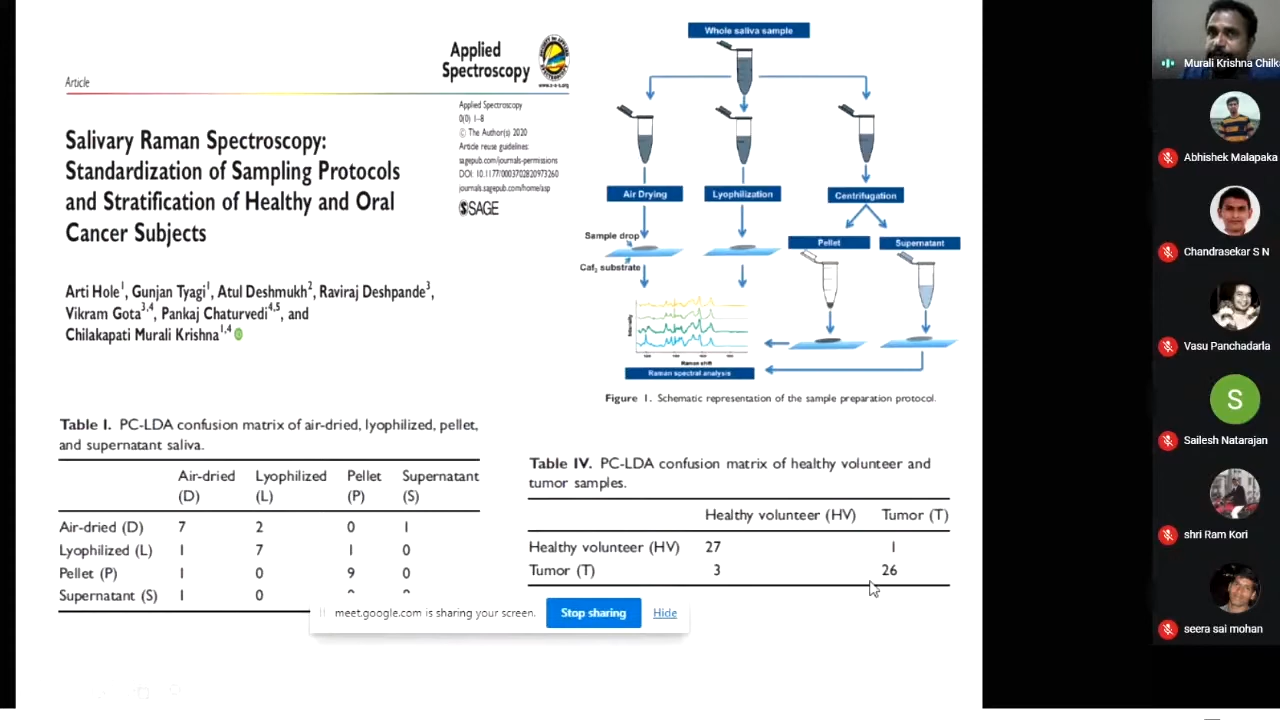 Article
Applied
Spectroscopy
www.s-a-s.org
Salivary Raman Spectroscopy:
Standardization of Sampling Protocols
and Stratification of Healthy and Oral
Cancer Subjects
Applied Spectroscopy
0(0) 1–8
© The Author(s) 2020
Article reuse guidelines:
sagepub.com/journals-permissions
DOI: 10.1177/0003702820973260
journals.sagepub.com/home/asp
SAGE
Arti Hole1, Gunjan Tyagi1, Atul Deshmukh2, Raviraj Deshpande3,
Vikram Gota3,4, Pankaj Chaturvedi4,5, and
Chilakapati Murali Krishna1,4
Whole saliva sample
Air Drying
Lyophilization
Centrifugation
Pellet
Supernatant
Sample drop
Caf2 substrate
Intensity
Raman shift
Raman spectral analysis
Figure 1. Schematic representation of the sample preparation protocol.
Table I. PC-LDA confusion matrix of air-dried, lyophilized, pellet,
and supernatant saliva.
Air-dried Lyophilized Pellet Supernatant
(D) (L) (P) (S)
Air-dried (D) 7 2 0 1
Lyophilized (L) 1 7 1 0
Pellet (P) 1 0 9 0
Supernatant (S) 1 0
Table IV. PC-LDA confusion matrix of healthy volunteer and
tumor samples.
Healthy volunteer (HV) Tumor (T)
Healthy volunteer (HV) 27 1
Tumor (T) 3 26
meet.google.com is sharing your screen.
Stop sharing
Hide
Murali Krishna Chilk
Abhishek Malapaka
Chandrasekar S N
Vasu Panchadarla
S
Sailesh Natarajan
shri Ram Kori
seera sai mohan